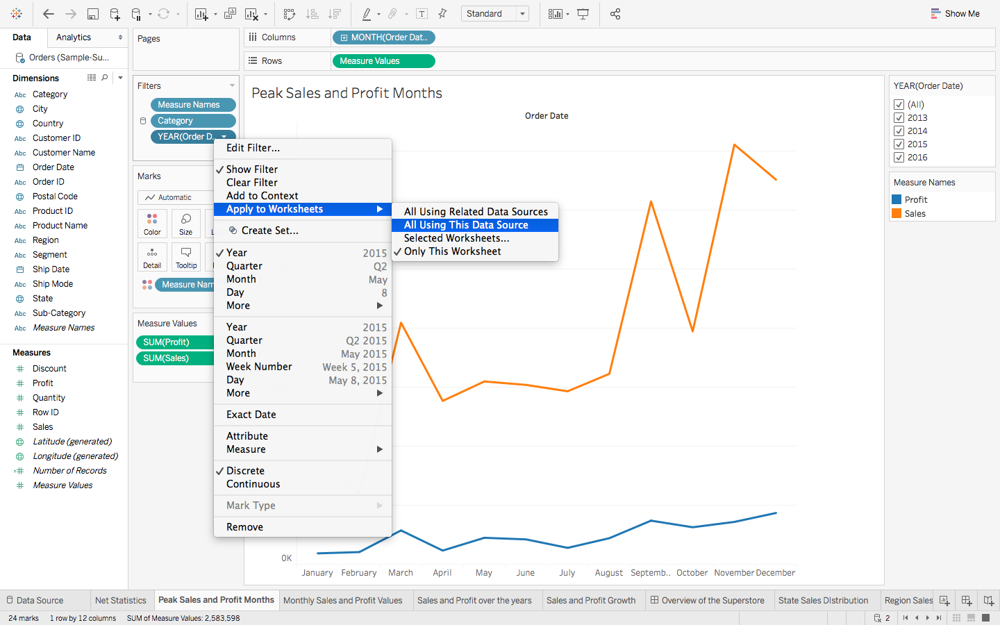 Standard
Show Me
Data
Analytics
Pages
Columns
MONTH(Order Dat..
Orders (Sample-Su...
Rows
Measure Values
Dimensions
Abc Category
City
Country
Abc Customer ID
Abc Customer Name
Order Date
Abc Order ID
Postal Code
Abc Product ID
Abc Product Name
Abc Region
Abc Segment
Ship Date
Abc Ship Mode
State
Abc Sub-Category
Abc Measure Names
Measures
# Discount
# Profit
# Quantity
# Row ID
# Sales
Latitude (generated)
Longitude (generated)
=# Number of Records
# Measure Values
Filters
Measure Names
Category
YEAR(Order D..
Marks
Automatic
Color
Size
Detail
Tooltip
Measure Nam
Measure Values
SUM(Profit)
SUM(Sales)
Edit Filter...
Show Filter
Clear Filter
Add to Context
Apply to Worksheets
Create Set...
Year 2015
Quarter Q2
Month May
Day 8
More
Year 2015
Quarter Q2 2015
Month May 2015
Week Number Week 5, 2015
Day May 8, 2015
More
Exact Date
Attribute
Measure
Discrete
Continuous
Mark Type
Remove
All Using Related Data Sources
All Using This Data Source
Selected Worksheets...
Only This Worksheet
Peak Sales and Profit Months
Order Date
0K
January February March April May June July August Septemb.. October November December
YEAR(Order Date)
(All)
2013
2014
2015
2016
Measure Names
Profit
Sales
Data Source
Net Statistics
Peak Sales and Profit Months
Monthly Sales and Profit Values
Sales and Profit over the years
Sales and Profit Growth
Overview of the Superstore
State Sales DIstribution
Region Sales
24 marks
1 row by 12 columns
SUM of Measure Values: 2,583,598
2